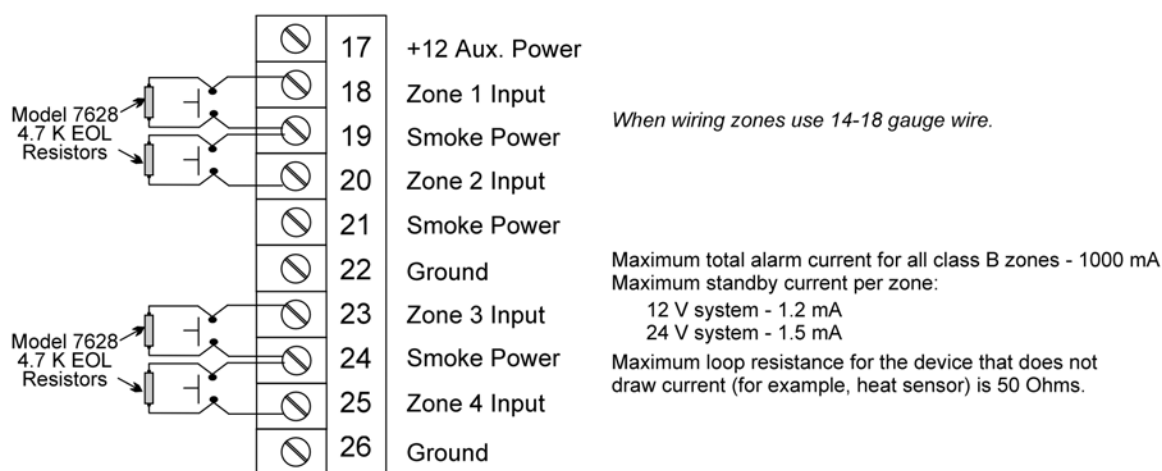 17 +12 Aux. Power
18 Zone 1 Input
Model 7628
4.7 K EOL
Resistors
19 Smoke Power
When wiring zones use 14-18 gauge wire.
20 Zone 2 Input
21 Smoke Power
22 Ground
Maximum total alarm current for all class B zones - 1000 mA
Maximum standby current per zone:
12 V system - 1.2 mA
24 V system - 1.5 mA
23 Zone 3 Input
Model 7628
4.7 K EOL
Resistors
24 Smoke Power
Maximum loop resistance for the device that does not
draw current (for example, heat sensor) is 50 Ohms.
25 Zone 4 Input
26 Ground